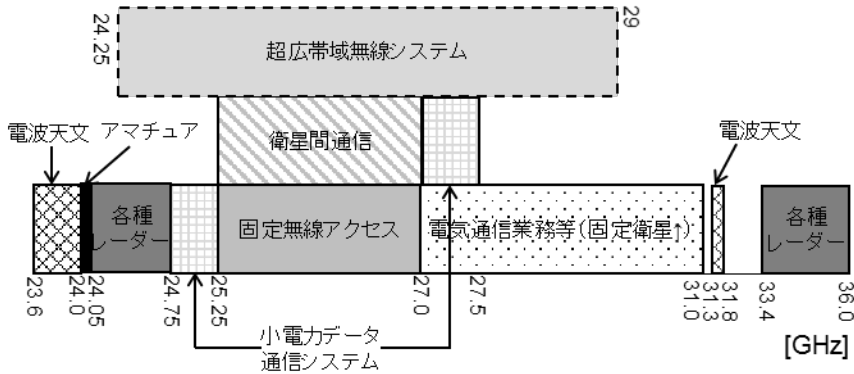 24.25
29
超広帯域無線システム
電波天文
アマチュア
衛星間通信
電波天文
各種
レーダー
固定無線アクセス
電気通信業務等(固定衛星↑)
各種
レーダー
23.6
24.0
24.05
24.75
25.25
27.0
27.5
31.0
31.3
31.8
33.4
36.0
小電力データ
通信システム
[GHz]